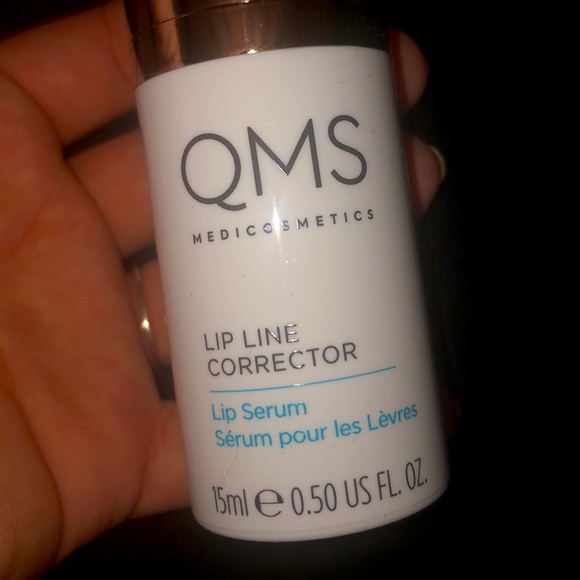 QMS
MEDICOSMETICS
LIP LINE
CORRECTOR
Lip Serum
Sérum pour les Lèvres
15ml ℮ 0.50 US FL. OZ.